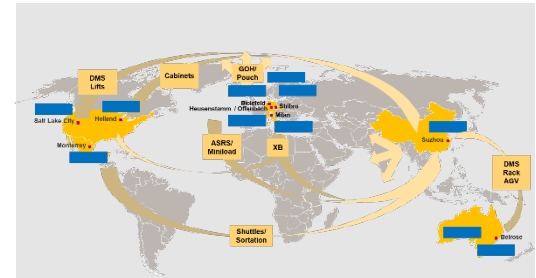 GOH/
Pouch
DMS
Lifts
Cabinets
Bielefeld
Stribro
Heusenstamm / Offenbach
Milan
Salt Lake City
Holland
Monterrey
ASRS/
Miniload
XB
Suzhou
DMS
Rack
AGV
Shuttles/
Sortation
Belrose